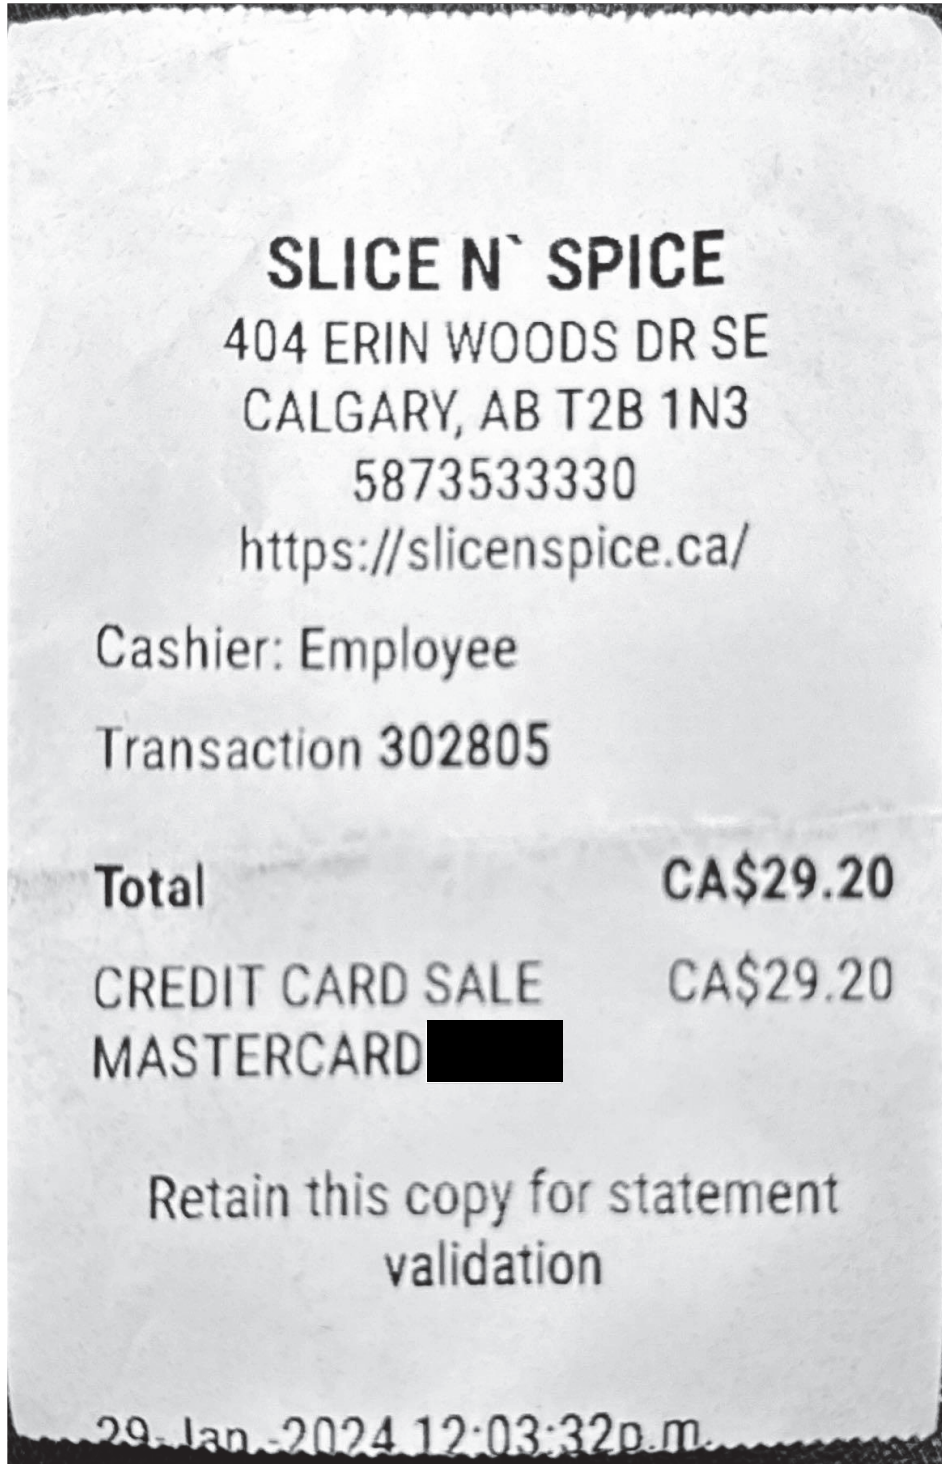 SLICE N` SPICE
404 ERIN WOODS DR SE
CALGARY, AB T2B 1N3
5873533330
https://slicenspice.ca/
Cashier: Employee
Transaction 302805
Total CA$29.20
CREDIT CARD SALE CA$29.20
MASTERCARD
Retain this copy for statement
validation
29-Jan.-2024 12:03:32p.m.